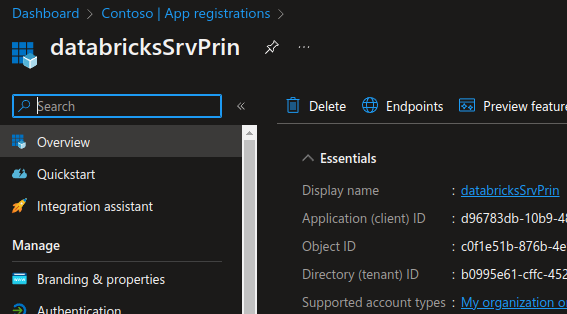 Dashboard > Contoso | App registrations >
databricksSrvPrin ...
Search «
Overview
Quickstart
Integration assistant
Manage
Branding & properties
Authentication
Delete Endpoints Preview
Essentials
Display name : databricksSrvPrin
Application (client) ID : d96783db-10b9-
Object ID : c0f1e51b-876b-4e
Directory (tenant) ID : b0995e61-cffc-452
Supported account types : My organization